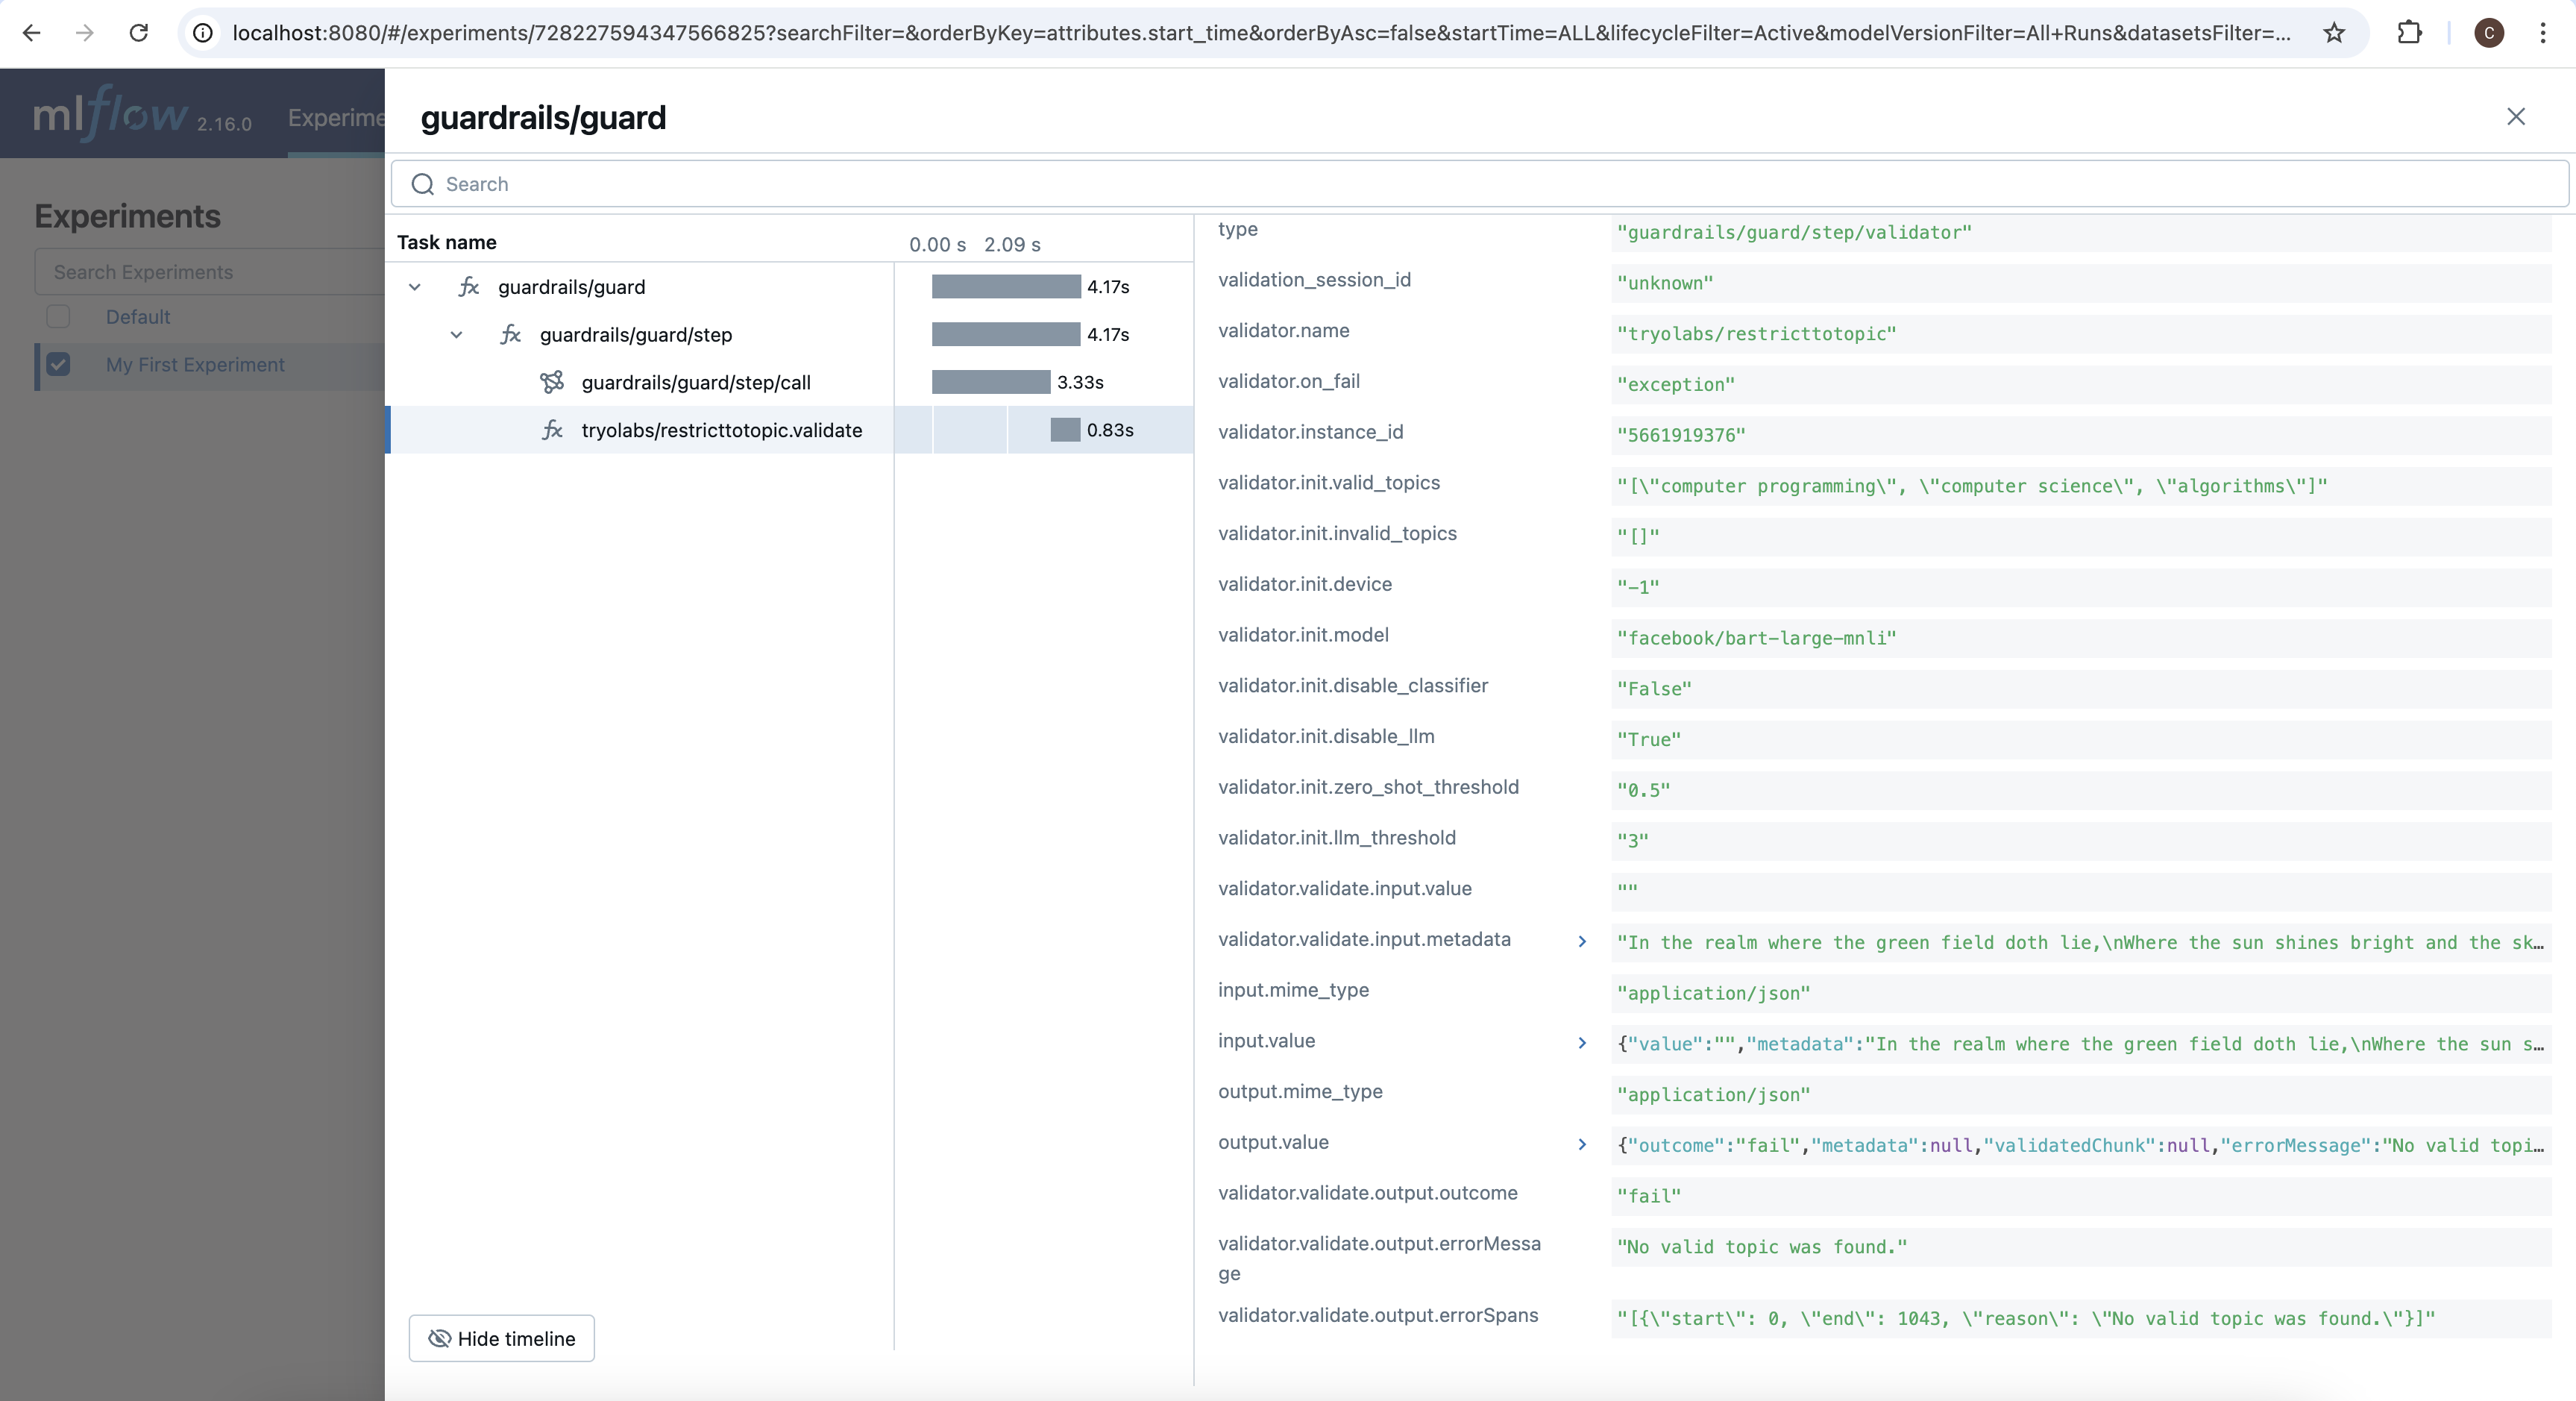 localhost:8080/#/experiments/728227594347566825?searchFilter=&orderByKey=attributes.start_time&orderByAsc=false&startTime=ALL&lifecycleFilter=Active&modelVersionFilter=All+Runs&datasetsFilter=...
C
mlflow 2.16.0 Experime
guardrails/guard
Search
Experiments
Search Experiments
Default
My First Experiment
Task name 0.00 s 2.09 s
guardrails/guard 4.17s
guardrails/guard/step 4.17s
guardrails/guard/step/call 3.33s
tryolabs/restricttotopic.validate 0.83s
Hide timeline
type "guardrails/guard/step/validator"
validation_session_id "unknown"
validator.name "tryolabs/restricttotopic"
validator.on_fail "exception"
validator.instance_id "5661919376"
validator.init.valid_topics "[\"computer programming\", \"computer science\", \"algorithms\"]"
validator.init.invalid_topics "[]"
validator.init.device "-1"
validator.init.model "facebook/bart-large-mnli"
validator.init.disable_classifier "False"
validator.init.disable_llm "True"
validator.init.zero_shot_threshold "0.5"
validator.init.llm_threshold "3"
validator.validate.input.value ""
validator.validate.input.metadata "In the realm where the green field doth lie,\nWhere the sun shines bright and the sk…
input.mime_type "application/json"
input.value {"value":"","metadata":"In the realm where the green field doth lie,\nWhere the sun s…
output.mime_type "application/json"
output.value {"outcome":"fail","metadata":null,"validatedChunk":null,"errorMessage":"No valid topi…
validator.validate.output.outcome "fail"
validator.validate.output.errorMessa "No valid topic was found."
ge
validator.validate.output.errorSpans "[{\"start\": 0, \"end\": 1043, \"reason\": \"No valid topic was found.\"}]"